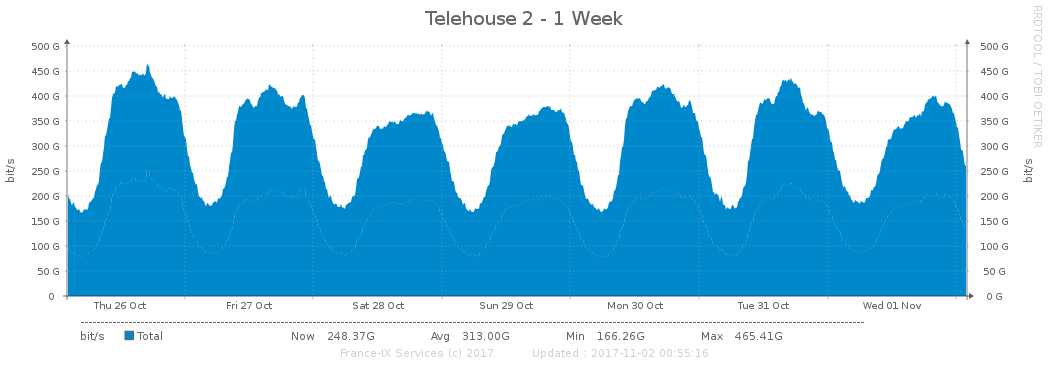 Telehouse 2 - 1 Week
RRDTOOL / TOBI OETIKER
500 G 500 G
450 G 450 G
400 G 400 G
350 G 350 G
300 G 300 G
250 G 250 G
200 G 200 G
150 G 150 G
100 G 100 G
50 G 50 G
0 0 G
bit/s bit/s
Thu 26 Oct Fri 27 Oct Sat 28 Oct Sun 29 Oct Mon 30 Oct Tue 31 Oct Wed 01 Nov
bit/s Total Now 248.37G Avg 313.00G Min 166.26G Max 465.41G
France-IX Services (c) 2017 Updated : 2017-11-02 00:55:16